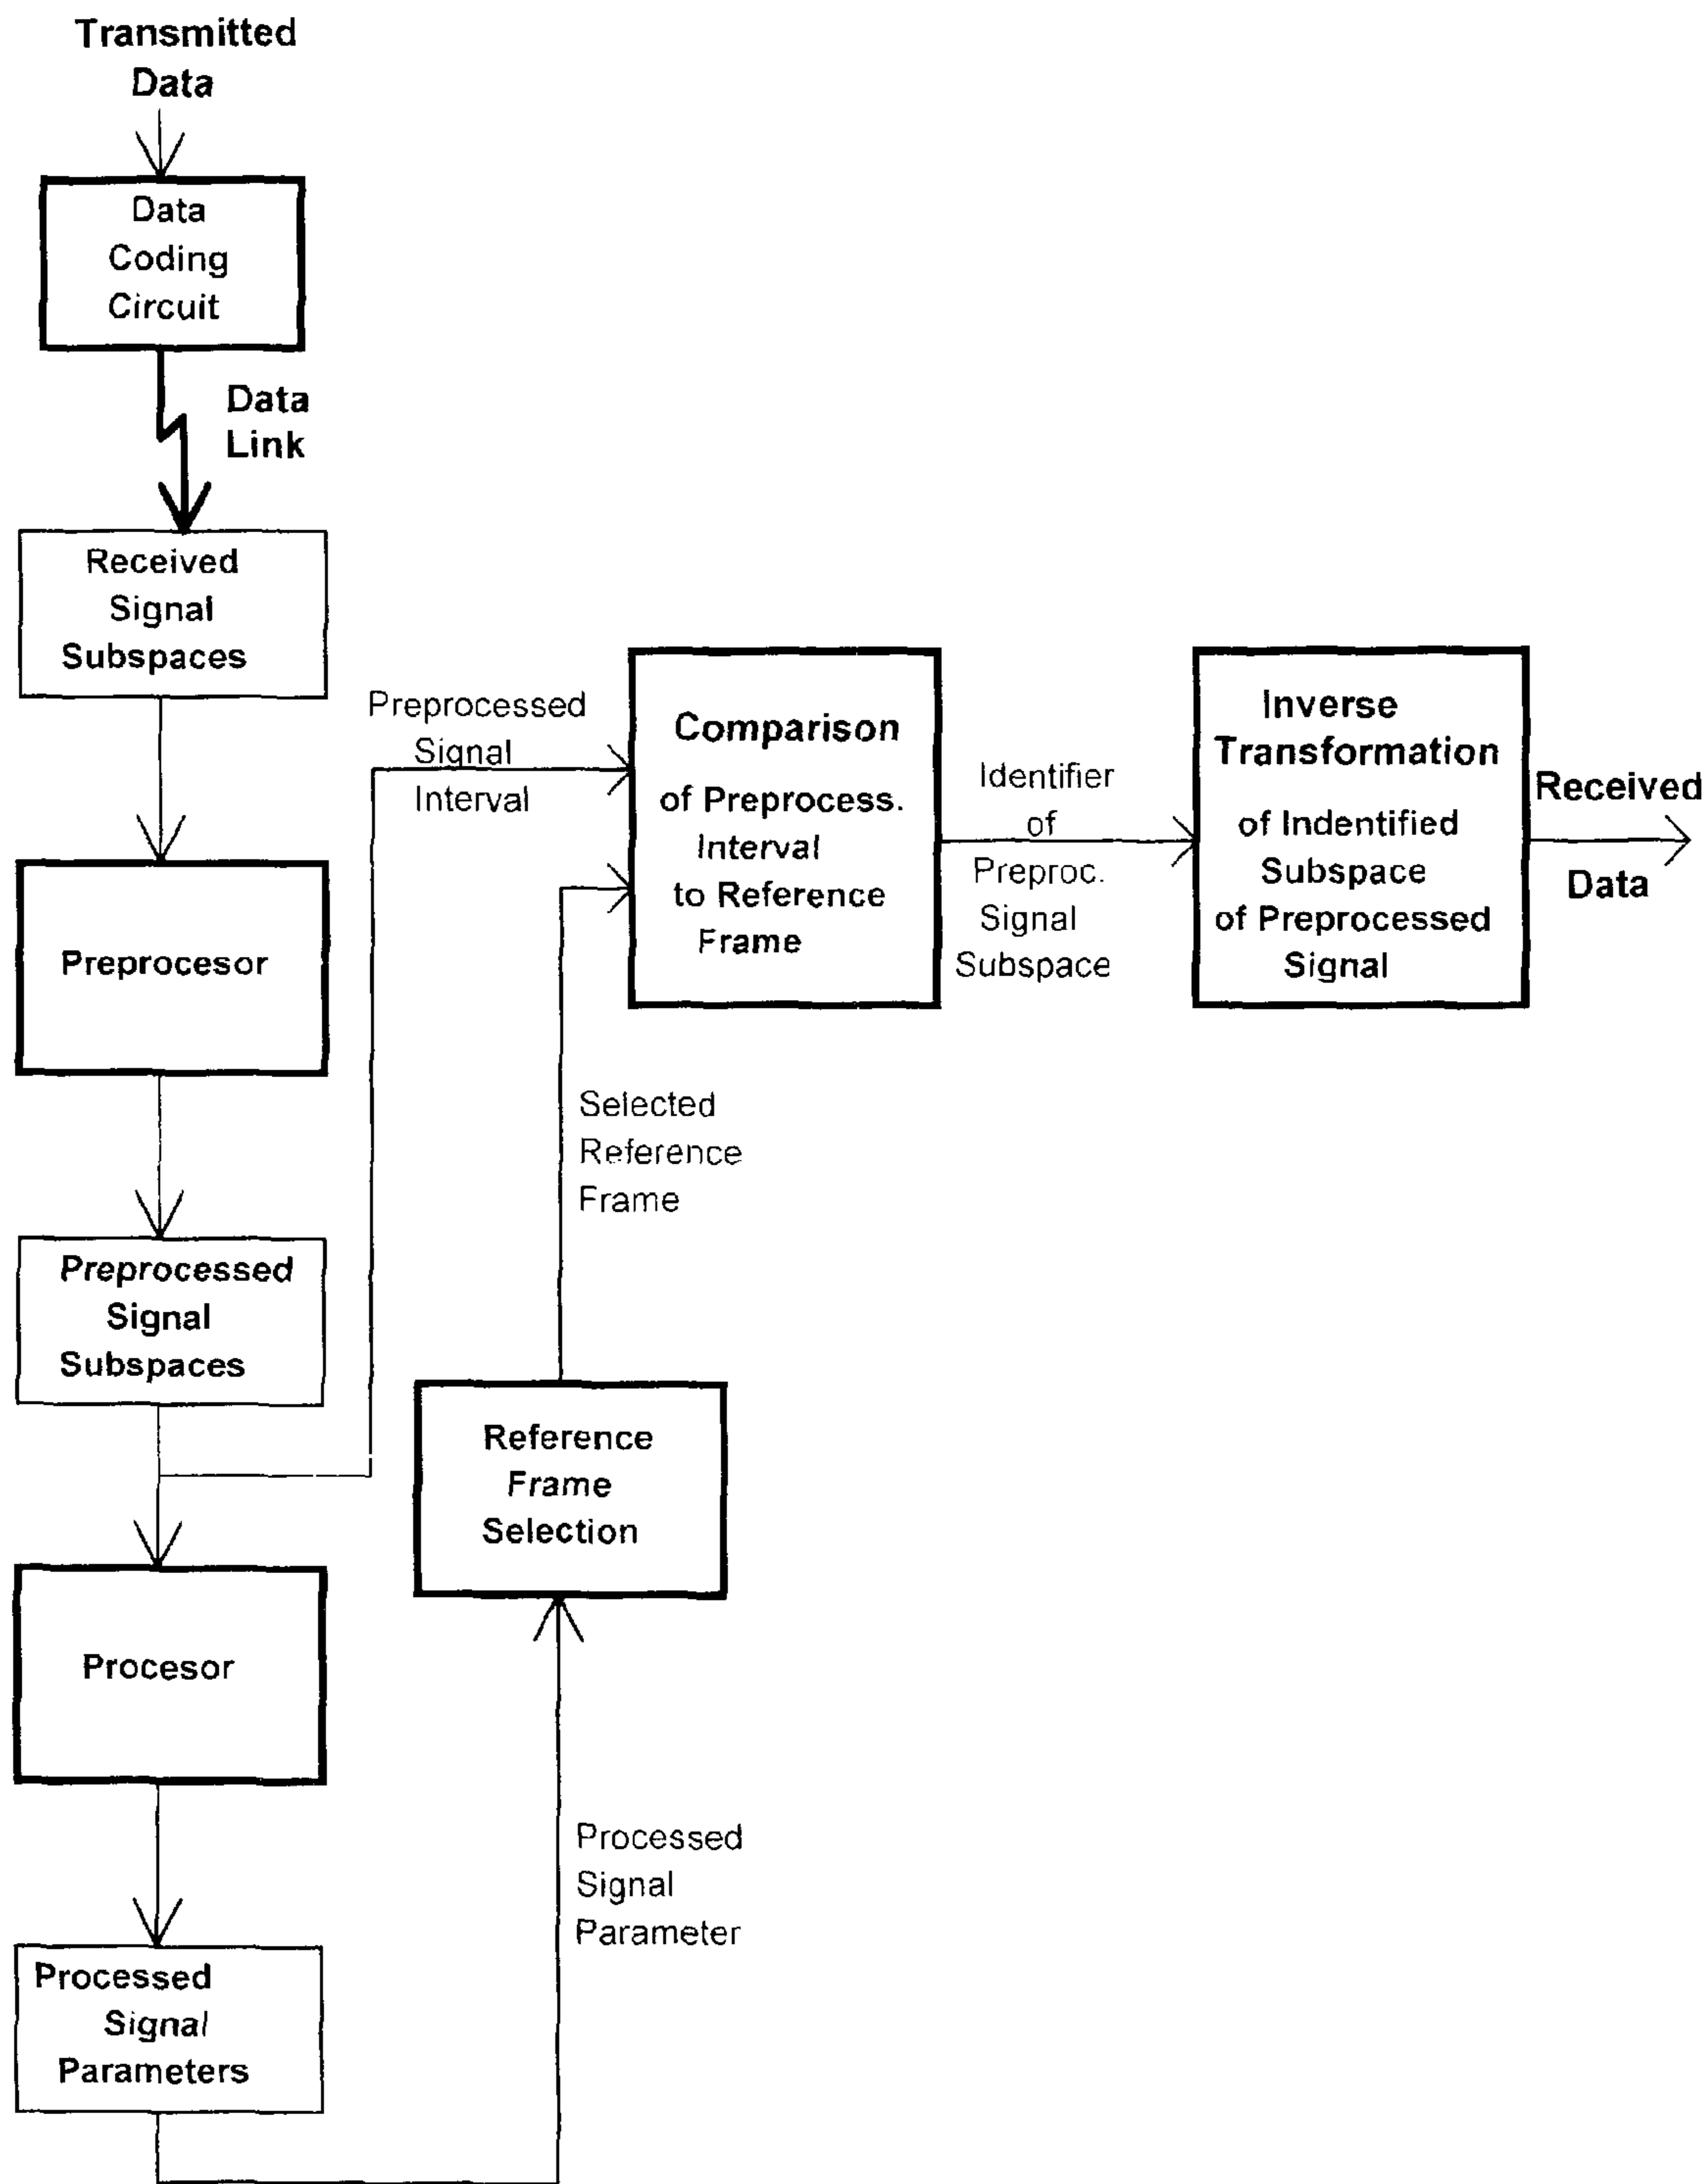 Transmitted
Data
Data
Coding
Circuit
Data
Link
Received
Signal
Subspaces
Preprocesor
Preprocessed
Signal
Subspaces
Procesor
Processed
Signal
Parameters
Processed
Signal
Parameter
Reference
Frame
Selection
Selected
Reference
Frame
Preprocessed
Signal
Interval
Comparison
of Preprocess.
Interval
to Reference
Frame
Identifier
of
Preproc.
Signal
Subspace
Inverse
Transformation
of Indentified
Subspace
of Preprocessed
Signal
Received
Data